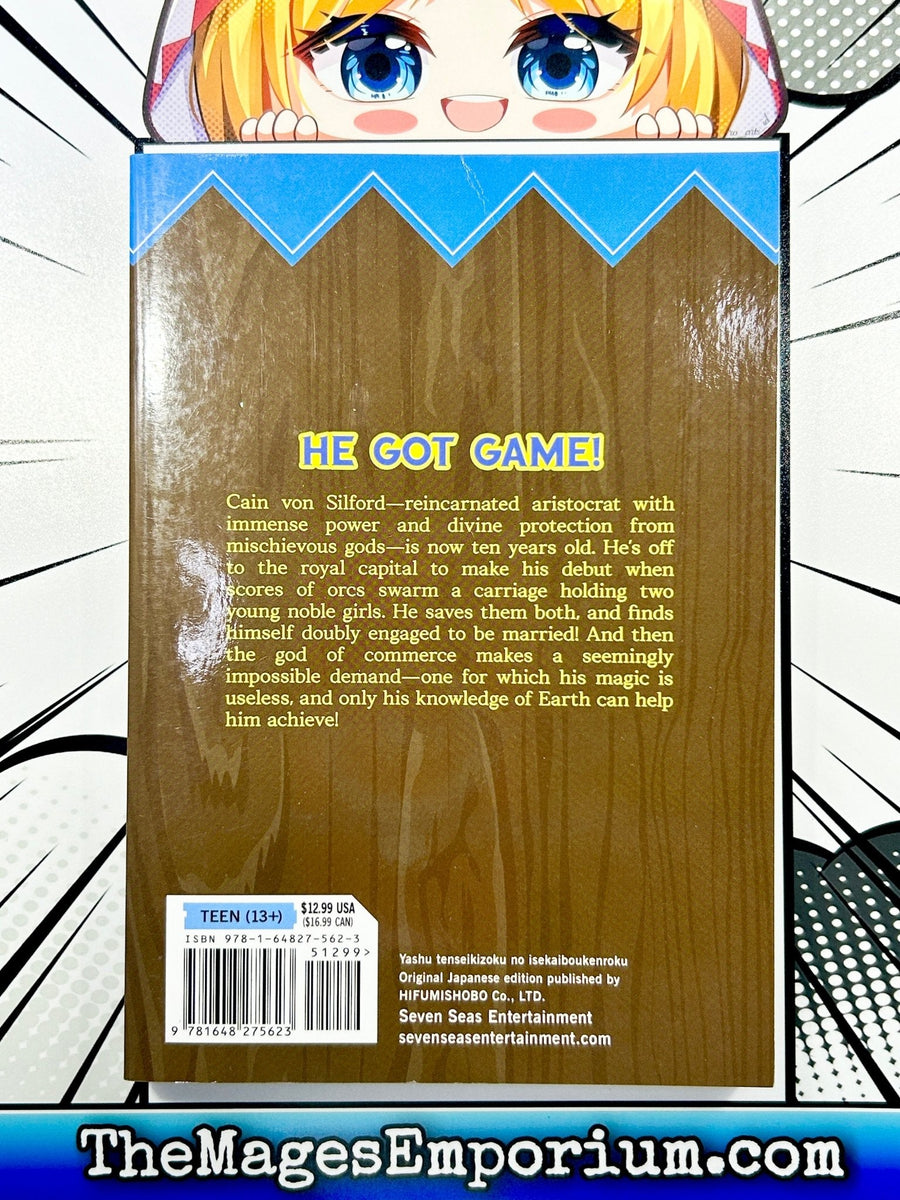 HE GOT GAME!
Cain von Silford—reincarnated aristocrat with
immense power and divine protection from
mischievous gods—is now ten years old. He's off
to the royal capital to make his debut when
scores of orcs swarm a carriage holding two
young noble girls. He saves them both, and finds
himself doubly engaged to be married! And then
the god of commerce makes a seemingly
impossible demand—one for which his magic is
useless, and only his knowledge of Earth can help
him achieve!
TEEN (13+)
$12.99 USA
($16.99 CAN)
ISBN 978-1-64827-562-3
51299>
9 781648 275623
Yashu tenseikizoku no isekaiboukenroku
Original Japanese edition published by
HIFUMISHOBO Co., LTD.
Seven Seas Entertainment
sevenseasentertainment.com
TheMagesEmporium.com